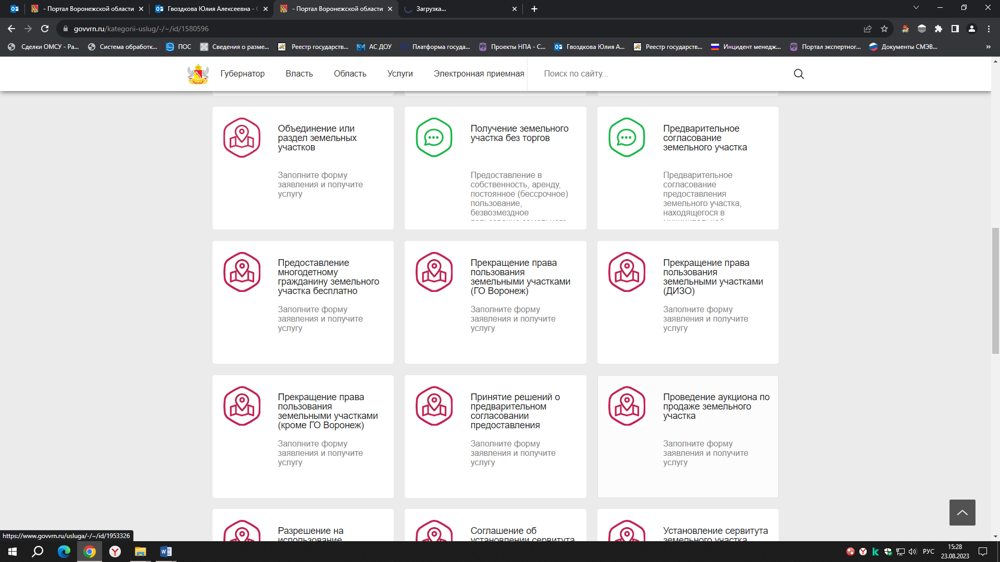 - Портал Воронежской области
Гвоздкова Юлия Алексеевна -
- Портал Воронежской области
Загрузка...
govvrn.ru/kategorii-uslug/-/~/id/1580596
Сделки ОМСУ - Ра...
Система обработк...
ПОС
Сведения о разме...
Реестр государств...
АС ДОУ
Платформа госуда...
Проекты НПА - С...
Гвоздкова Юлия А...
Реестр государств...
Инцидент менедж...
Портал экспертног...
Документы СМЭВ...
»
Губернатор
Власть
Область
Услуги
Электронная приемная
Поиск по сайту...
Объединение или
раздел земельных
участков
Заполните форму
заявления и получите
услугу
Получение земельного
участка без торгов
Предоставление в
собственность, аренду,
постоянное (бессрочное)
пользование,
безвозмездное
Предварительное
согласование
земельного участка
Предварительное
согласование
предоставления
земельного участка,
находящегося в
Предоставление
многодетному
гражданину земельного
участка бесплатно
Заполните форму
заявления и получите
услугу
Прекращение права
пользования
земельными участками
(ГО Воронеж)
Заполните форму
заявления и получите
услугу
Прекращение права
пользования
земельными участками
(ДИЗО)
Заполните форму
заявления и получите
услугу
Прекращение права
пользования
земельными участками
(кроме ГО Воронеж)
Заполните форму
заявления и получите
услугу
Принятие решений о
предварительном
согласовании
предоставления
Заполните форму
заявления и получите
услугу
Проведение аукциона по
продаже земельного
участка
Заполните форму
заявления и получите
услугу
Разрешение на
использование
Соглашение об
установлении сервитута
Установление сервитута
земельного участка
https://www.govvrn.ru/usluga/-/~/id/1953326
РУС
15:28
23.08.2023